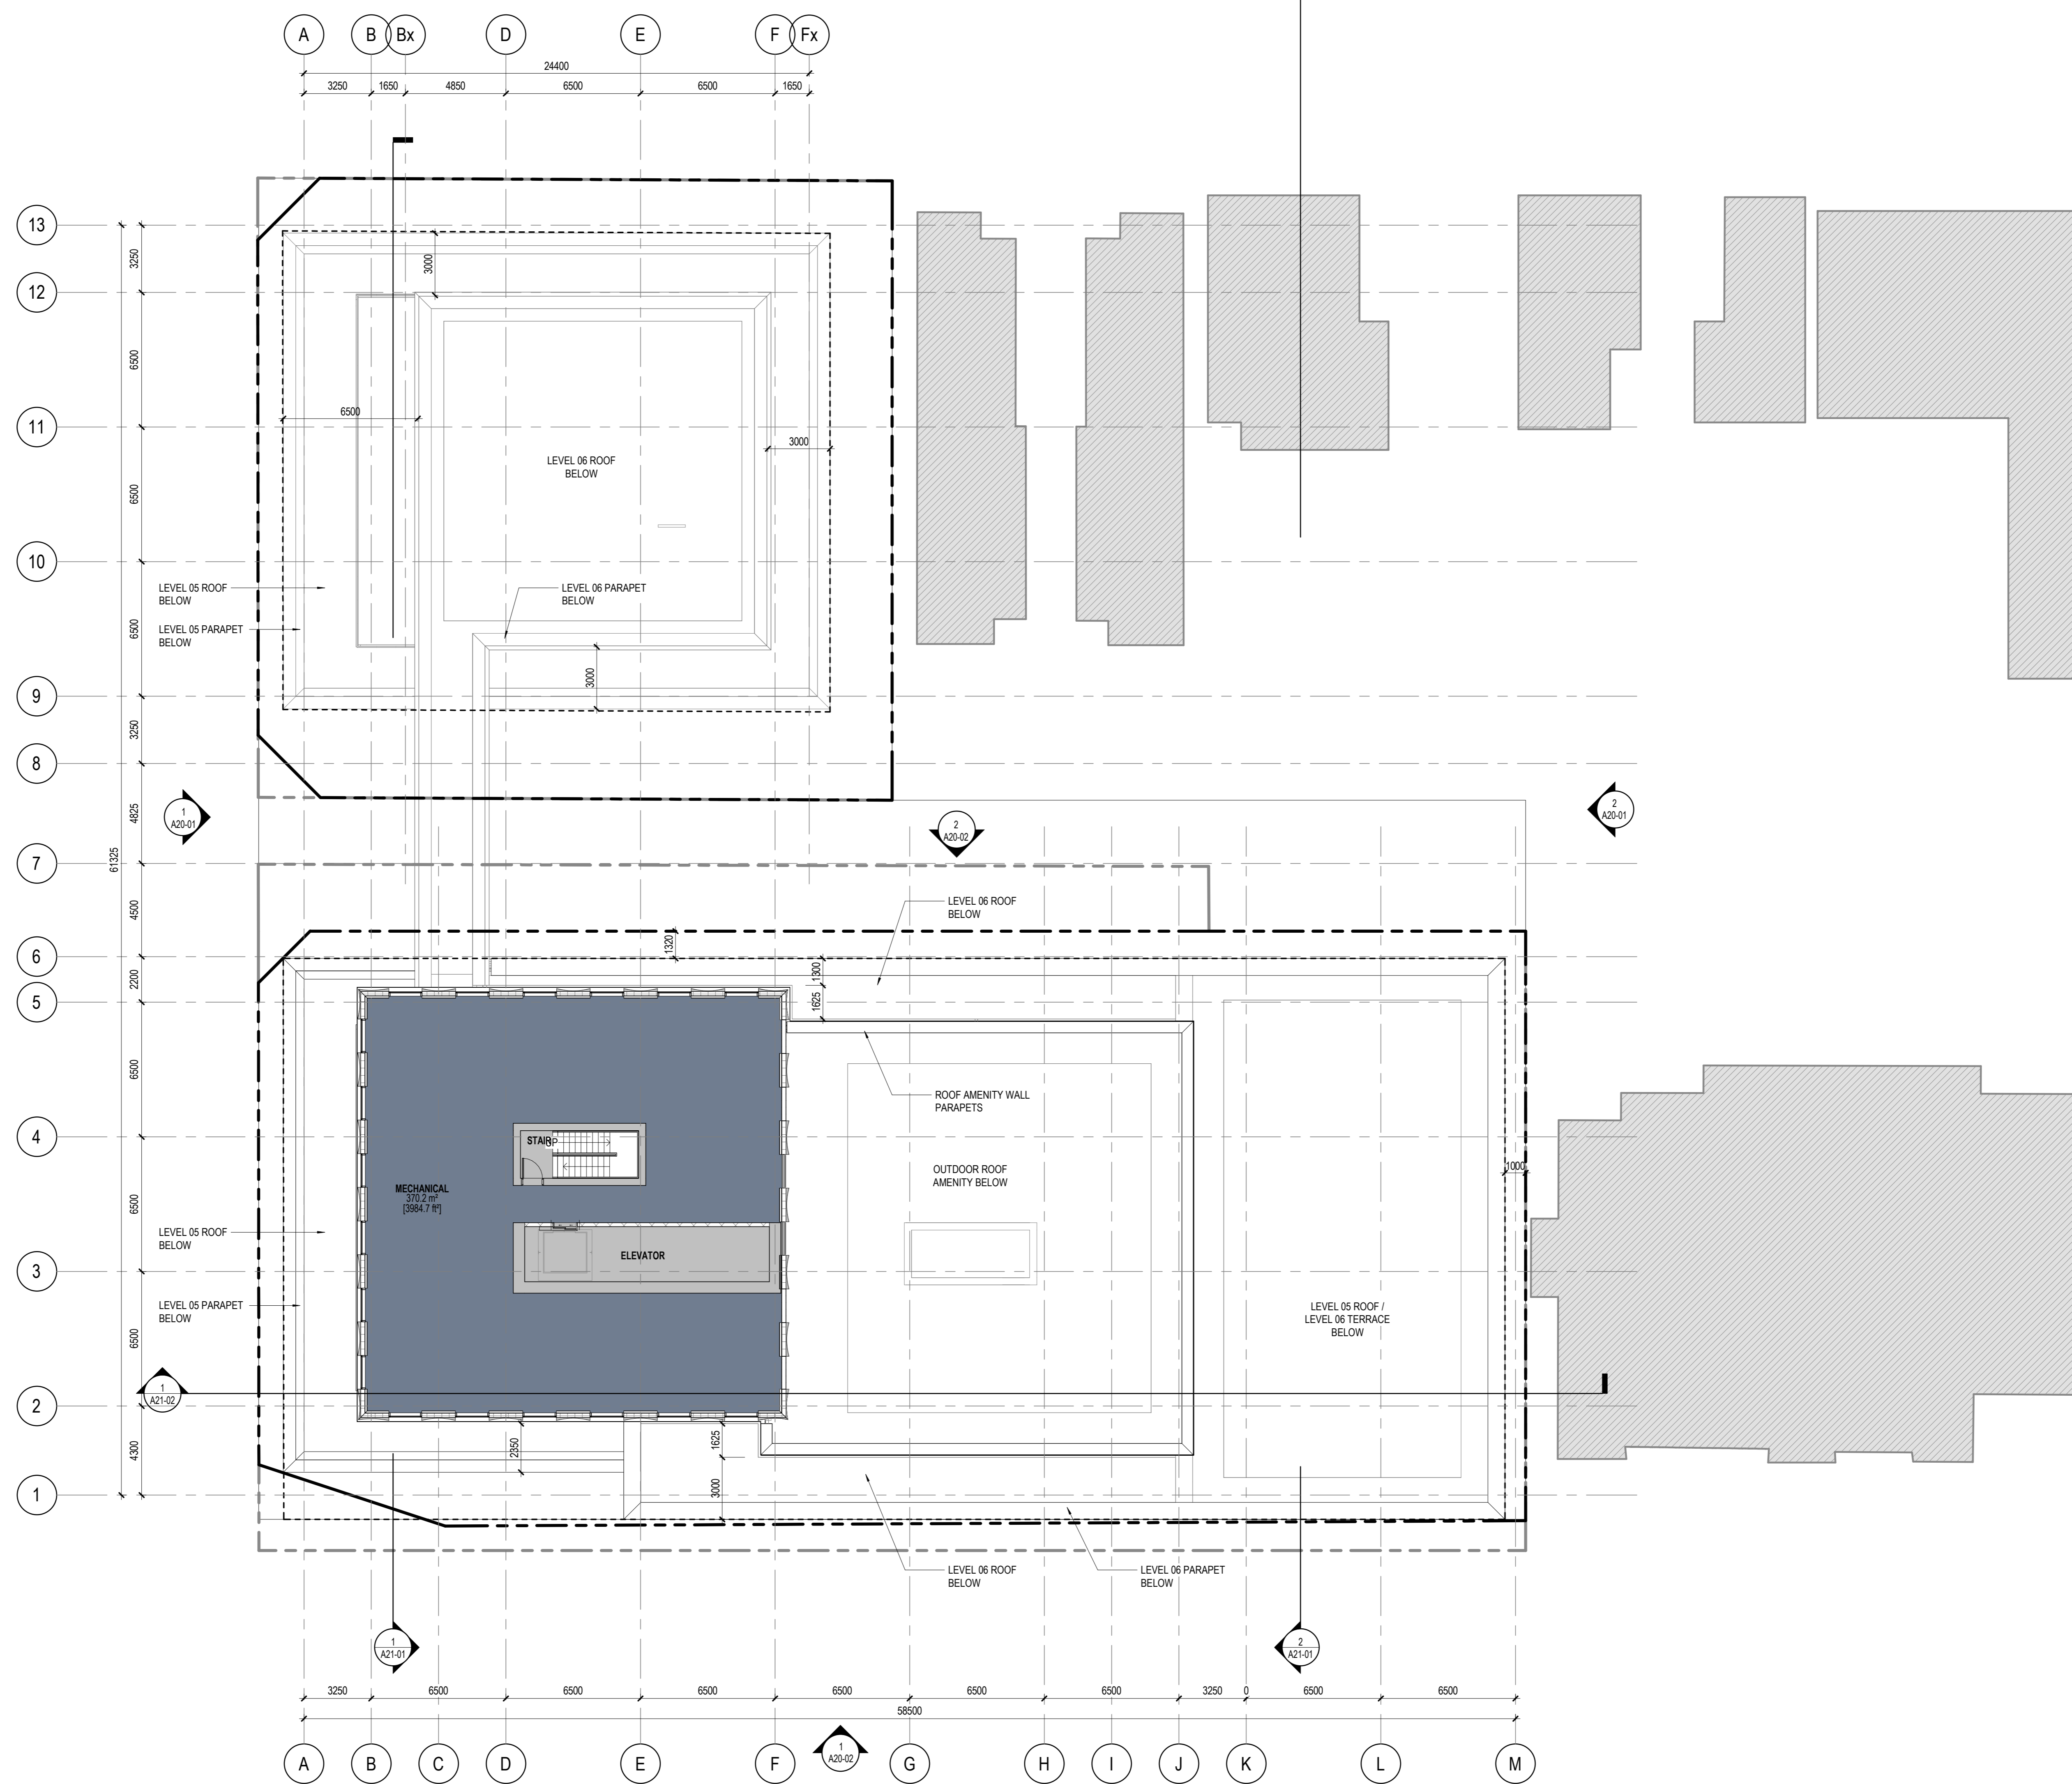 A B Bx D E F Fx
24400
3250 1650 4850 6500 6500 1650
13
3250
3000
12
6500
6500
11
3000
LEVEL 06 ROOF
BELOW
6500
10
LEVEL 05 ROOF
BELOW
LEVEL 06 PARAPET
BELOW
6500
LEVEL 05 PARAPET
BELOW
3000
9
3250
8
1
A20-01
4825
2
A20-02
2
A20-01
61325
7
4500
LEVEL 06 ROOF
BELOW
1320
6
2200
1300
5
1625
6500
ROOF AMENITY WALL
PARAPETS
4
STAIR
UP
OUTDOOR ROOF
AMENITY BELOW
1000
MECHANICAL
370.2 m²
[3984.7 ft²]
6500
LEVEL 05 ROOF
BELOW
ELEVATOR
3
LEVEL 05 PARAPET
BELOW
LEVEL 05 ROOF /
LEVEL 06 TERRACE
BELOW
6500
1
A21-02
2
4300
2350
1625
3000
1
LEVEL 06 ROOF
BELOW
LEVEL 06 PARAPET
BELOW
1
A21-01
2
A21-01
3250 6500 6500 6500 6500 6500 6500 3250 0 6500 6500
58500
1
A20-02
A B C D E F G H I J K L M